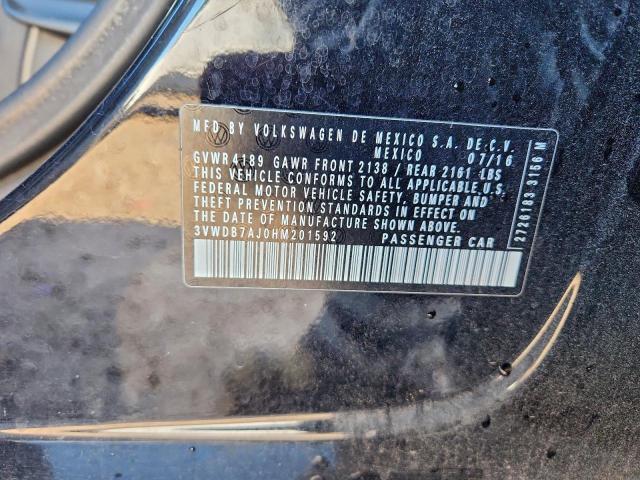 MFD BY VOLKSWAGEN DE MEXICO S.A. DE C.V.
MEXICO 07/16
GVWR 4189 GAWR FRONT 2138 / REAR 2161 LBS
THIS VEHICLE CONFORMS TO ALL APPLICABLE U.S.
FEDERAL MOTOR VEHICLE SAFETY, BUMPER AND
THEFT PREVENTION STANDARDS IN EFFECT ON
THE DATE OF MANUFACTURE SHOWN ABOVE.
3VWDB7AJ0HM201592 PASSENGER CAR
2726183 3156 M